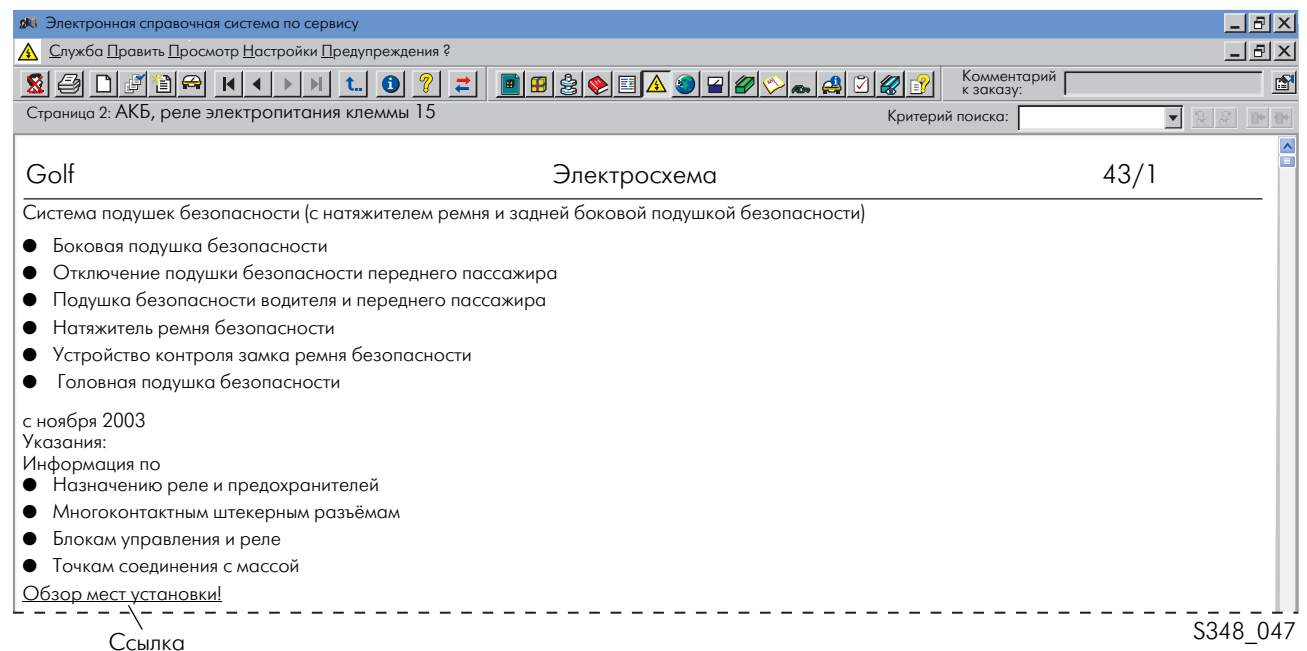 Электронная справочная система по сервису
Служба Править Просмотр Настройки Предупреждения ?
Комментарий
к заказу:
Страница 2: АКБ, реле электропитания клеммы 15
Критерий поиска:
Golf Электросхема 43/1
Система подушек безопасности (с натяжителем ремня и задней боковой подушкой безопасности)
● Боковая подушка безопасности
● Отключение подушки безопасности переднего пассажира
● Подушка безопасности водителя и переднего пассажира
● Натяжитель ремня безопасности
● Устройство контроля замка ремня безопасности
● Головная подушка безопасности
с ноября 2003
Указания:
Информация по
● Назначению реле и предохранителей
● Многоконтактным штекерным разъёмам
● Блокам управления и реле
● Точкам соединения с массой
Обзор мест установки!
Ссылка
S348_047